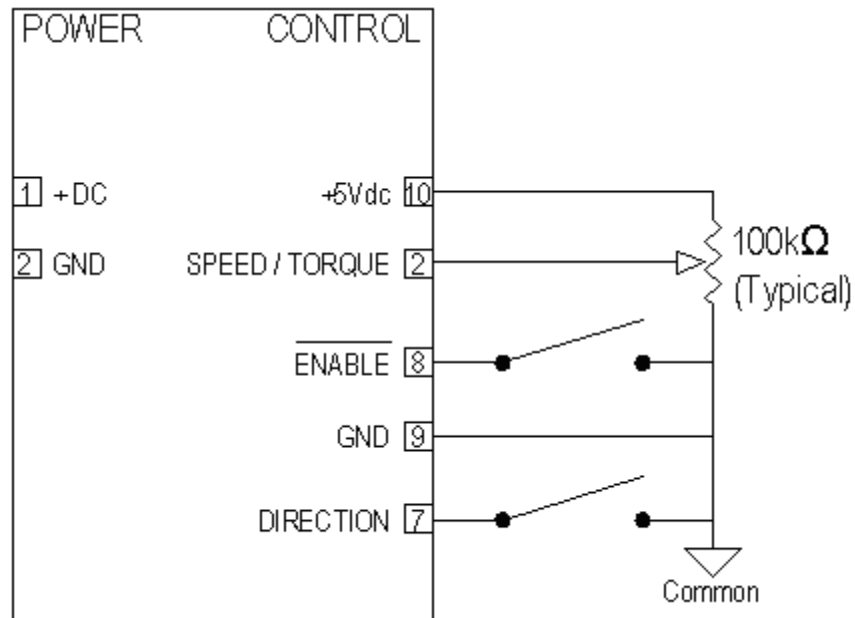 POWER CONTROL
1 +DC +5Vdc 10
100kΩ
2 GND SPEED / TORQUE 2
(Typical)
ENABLE 8
GND 9
DIRECTION 7
Common